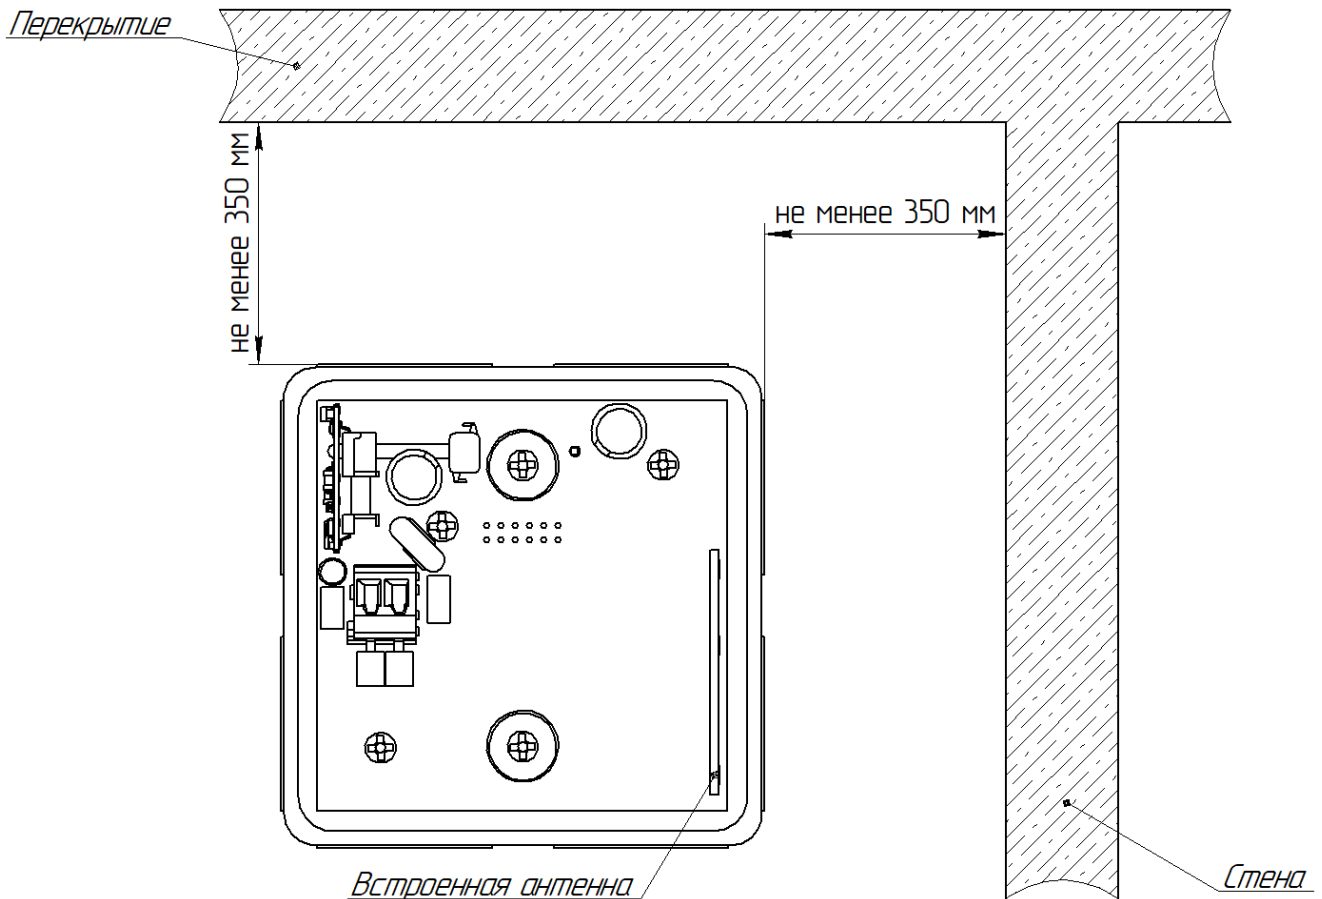 Перекрытие
не менее 350 мм
не менее 350 мм
Встроенная антенна
Стена